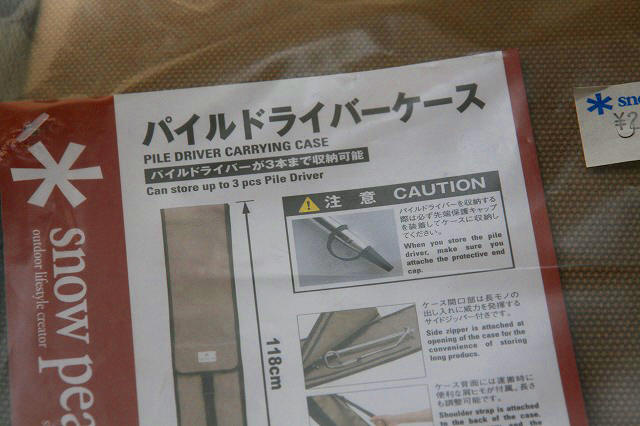 パイルドライバーケース
PILE DRIVER CARRYING CASE
パイルドライバーが3本まで収納可能
Can store up to 3 pcs Pile Driver
注 意 CAUTION
パイルドライバーを収納する
際は必ず先端保護キャップ
を装着してケースに収納し
てください。
When you store the pile
driver, make sure you
attache the protective end
cap.
118cm
ケース開口部は長モノの
出し入れに威力を発揮する
サイドジッパー付きです。
Side zipper is attached at
opening of the case for the
convenience of storing
long producs.
ケース背面には運搬時に
便利な肩ヒモが付属。長さ
も調整可能です。
Shoulder strap is attached
to the back of the case.
snow pea
outdoor lifestyle creator
sno
¥2